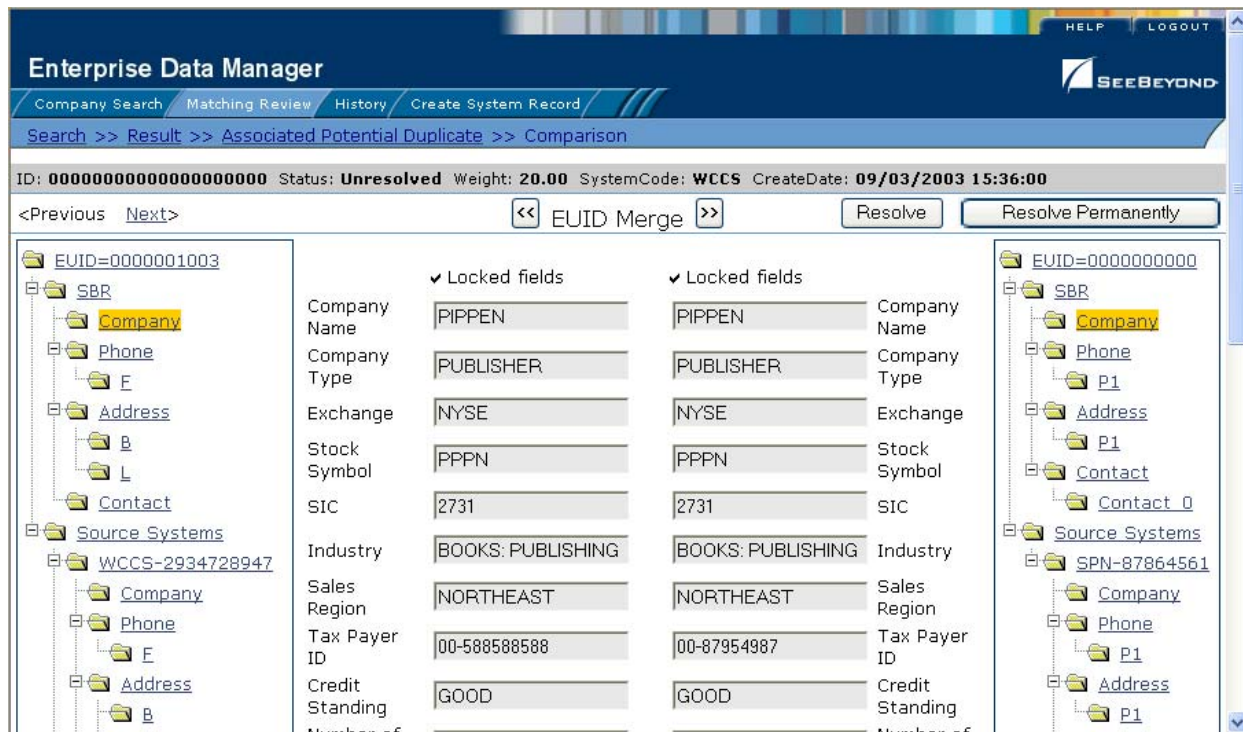 HELP LOGOUT
Enterprise Data Manager
SEEBEYOND
Company Search Matching Review History Create System Record
Search >> Result >> Associated Potential Duplicate >> Comparison
ID: 00000000000000000000 Status: Unresolved Weight: 20.00 SystemCode: WCCS CreateDate: 09/03/2003 15:36:00
<Previous Next> << EUID Merge >> Resolve Resolve Permanently
EUID=0000001003
SBR
Company
Phone
F
Address
B
L
Contact
Source Systems
WCCS-2934728947
Company
Phone
F
Address
B
✔ Locked fields ✔ Locked fields
Company Name PIPPEN PIPPEN Company Name
Company Type PUBLISHER PUBLISHER Company Type
Exchange NYSE NYSE Exchange
Stock Symbol PPPN PPPN Stock Symbol
SIC 2731 2731 SIC
Industry BOOKS: PUBLISHING BOOKS: PUBLISHING Industry
Sales Region NORTHEAST NORTHEAST Sales Region
Tax Payer ID 00-588588588 00-87954987 Tax Payer ID
Credit Standing GOOD GOOD Credit Standing
Number of Number of
EUID=0000000000
SBR
Company
Phone
P1
Address
P1
Contact
Contact_0
Source Systems
SPN-87864561
Company
Phone
P1
Address
P1